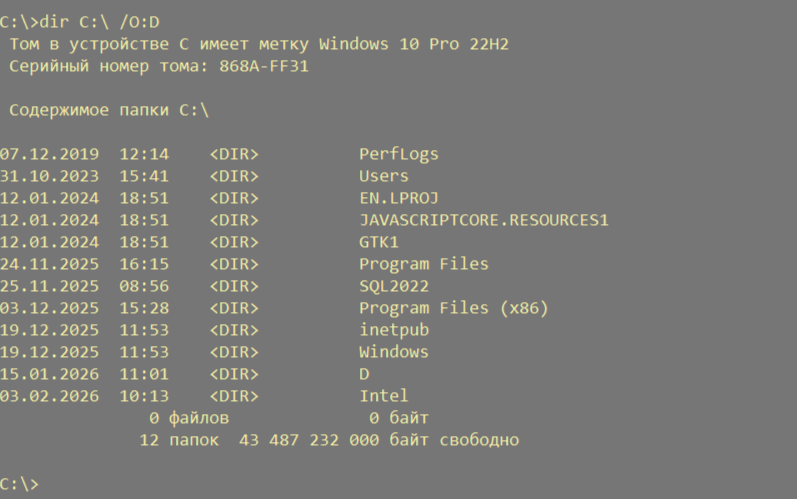 C:\>dir C:\ /O:D
Том в устройстве C имеет метку Windows 10 Pro 22H2
Серийный номер тома: 868A-FF31
Содержимое папки C:\
07.12.2019  12:14    <DIR>          PerfLogs
31.10.2023  15:41    <DIR>          Users
12.01.2024  18:51    <DIR>          EN.LPROJ
12.01.2024  18:51    <DIR>          JAVASCRIPTCORE.RESOURCES1
12.01.2024  18:51    <DIR>          GTK1
24.11.2025  16:15    <DIR>          Program Files
25.11.2025  08:56    <DIR>          SQL2022
03.12.2025  15:28    <DIR>          Program Files (x86)
19.12.2025  11:53    <DIR>          inetpub
19.12.2025  11:53    <DIR>          Windows
15.01.2026  11:01    <DIR>          D
03.02.2026  10:13    <DIR>          Intel
0 файлов              0 байт
12 папок  43 487 232 000 байт свободно
C:\>